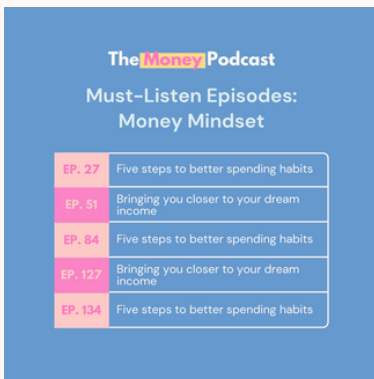 The Money Podcast
Must-Listen Episodes:
Money Mindset
EP. 27 Five steps to better spending habits
EP. 51 Bringing you closer to your dream
income
EP. 84 Five steps to better spending habits
EP. 127 Bringing you closer to your dream
income
EP. 134 Five steps to better spending habits